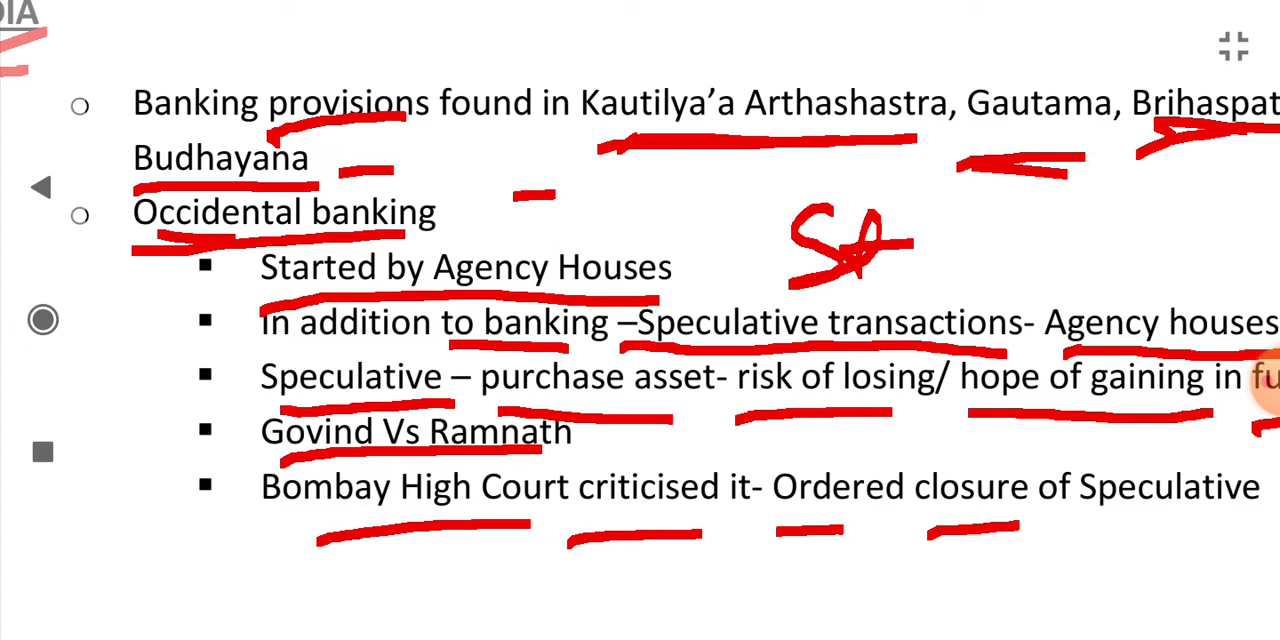 DIA
Banking provisions found in Kautilya'a Arthashastra, Gautama,
Budhayana
Occidental banking
Started by Agency Houses
In addition to banking –Speculative transactions- Agency houses
Speculative – purchase asset- risk of losing/ hope of gaining in
Govind Vs Ramnath
Bombay High Court criticised it- Ordered closure of Speculative